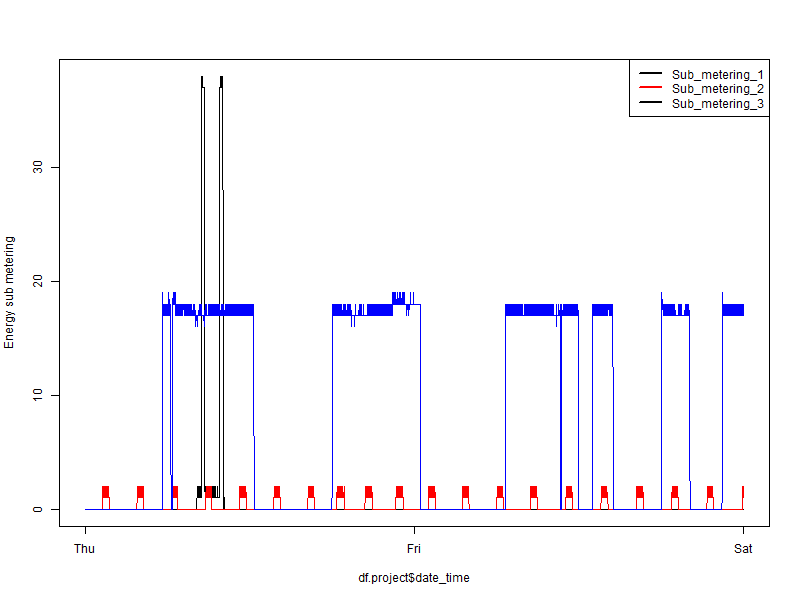 Sub_metering_1
Sub_metering_2
Sub_metering_3
Energy sub metering
30
20
10
0
Thu
Fri
Sat
df.project$date_time